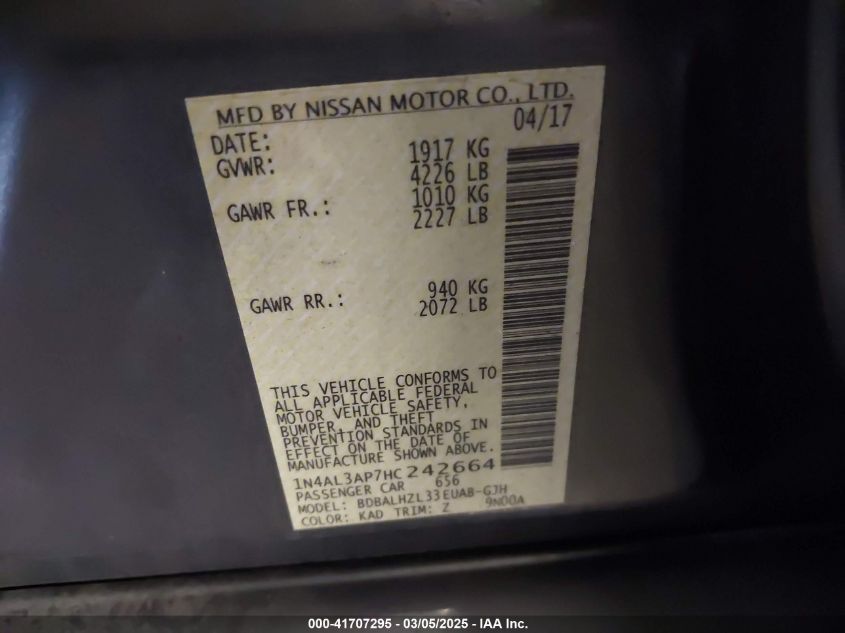 MFD BY NISSAN MOTOR CO., LTD.
DATE: 04/17
GVWR: 1917 KG
4226 LB
GAWR FR.: 1010 KG
2227 LB
GAWR RR.: 940 KG
2072 LB
THIS VEHICLE CONFORMS TO
ALL APPLICABLE FEDERAL
MOTOR VEHICLE SAFETY,
BUMPER, AND THEFT
PREVENTION STANDARDS IN
EFFECT ON THE DATE OF
MANUFACTURE SHOWN ABOVE.
1N4AL3AP7HC242664
PASSENGER CAR 656
MODEL: BDBALHZL33EUAB-GJH
COLOR: KAD TRIM: Z 9N00A
000-41707295 - 03/05/2025 - IAA Inc.